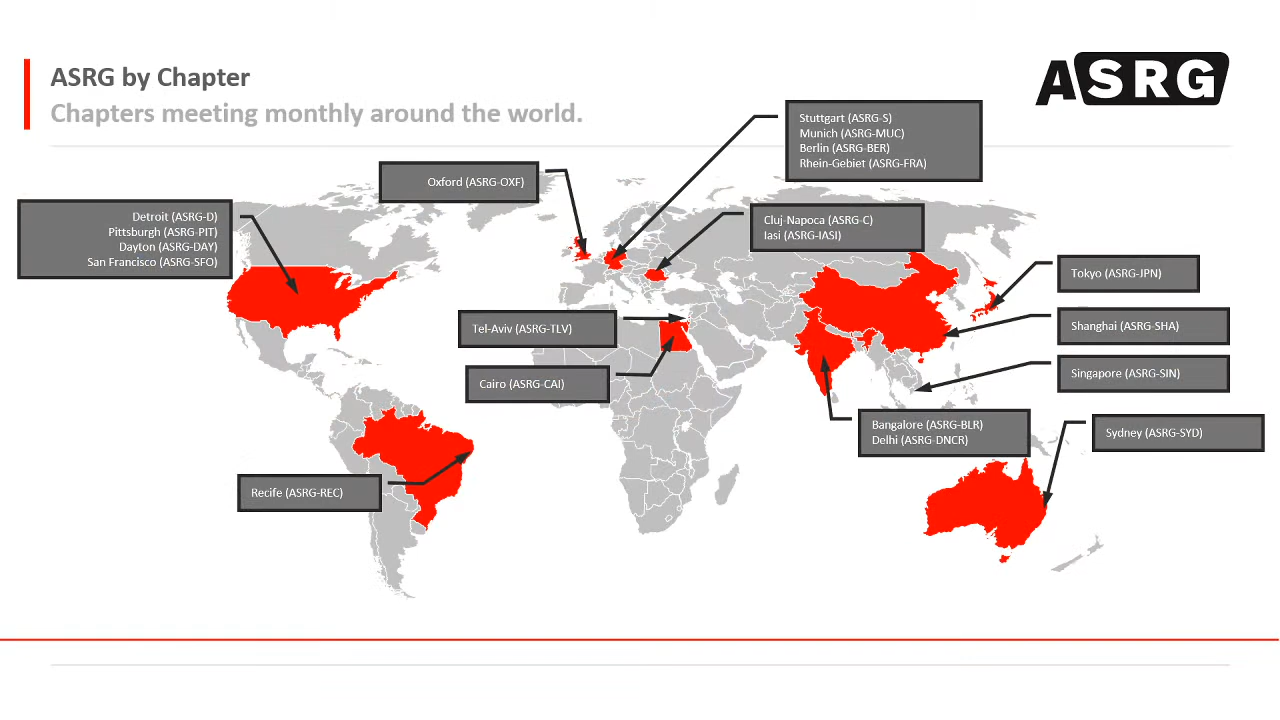 ASRG by Chapter
Chapters meeting monthly around the world.
ASRG
Stuttgart (ASRG-S)
Munich (ASRG-MUC)
Berlin (ASRG-BER)
Rhein-Gebiet (ASRG-FRA)
Oxford (ASRG-OXF)
Detroit (ASRG-D)
Pittsburgh (ASRG-PIT)
Dayton (ASRG-DAY)
San Francisco (ASRG-SFO)
Cluj-Napoca (ASRG-C)
Iasi (ASRG-IASI)
Tokyo (ASRG-JPN)
Tel-Aviv (ASRG-TLV)
Shanghai (ASRG-SHA)
Cairo (ASRG-CAI)
Singapore (ASRG-SIN)
Bangalore (ASRG-BLR)
Delhi (ASRG-DNCR)
Sydney (ASRG-SYD)
Recife (ASRG-REC)